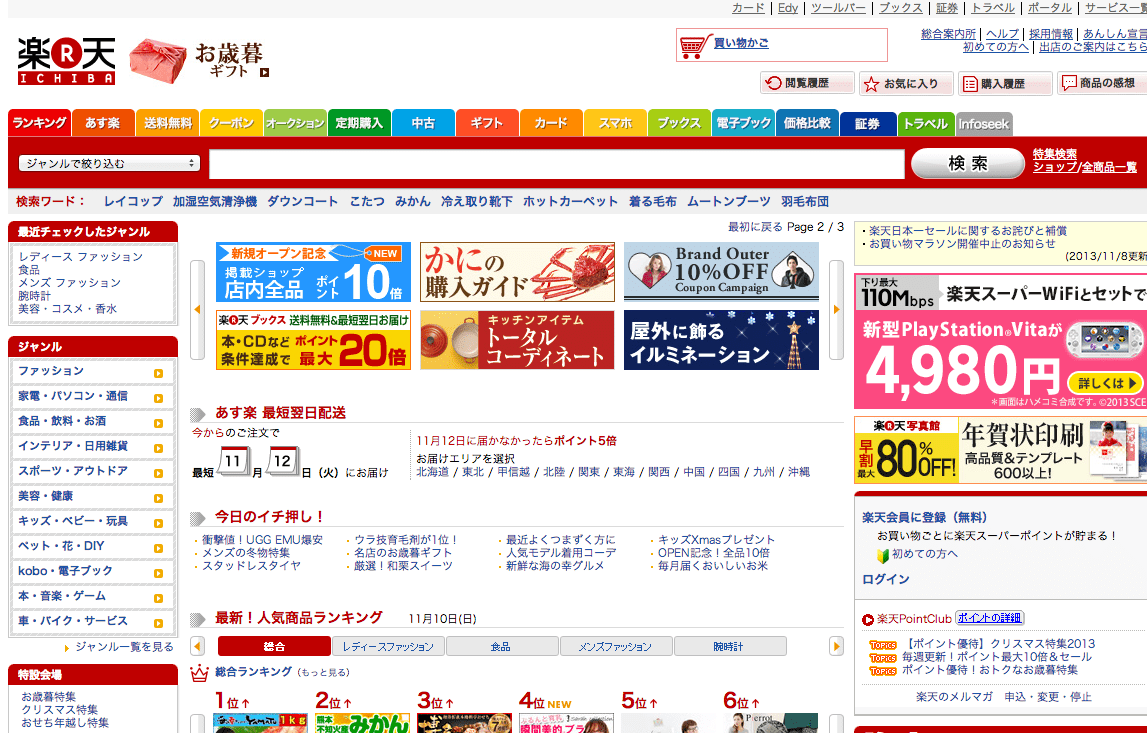 カード Edy ツールバー ブックス 証券 トラベル ポータル サービス一覧
楽天
ICHIBA
お歳暮
ギフト
買い物かご
総合案内所 ヘルプ 採用情報 あんしん宣言
初めての方へ 出店のご案内はこちら
閲覧履歴 お気に入り 購入履歴 商品の感想
ランキング あす楽 送料無料 クーポン オークション 定期購入 中古 ギフト カード スマホ ブックス 電子ブック 価格比較 証券 トラベル Infoseek
ジャンルで絞り込む
検索
特集検索
ショップ/全商品一覧
検索ワード： レイコップ 加湿空気清浄機 ダウンコート こたつ みかん 冷え取り靴下 ホットカーペット 着る毛布 ムートンブーツ 羽毛布団
最近チェックしたジャンル
レディース ファッション
食品
メンズ ファッション
腕時計
美容・コスメ・香水
ジャンル
ファッション
家電・パソコン・通信
食品・飲料・お酒
インテリア・日用雑貨
スポーツ・アウトドア
美容・健康
キッズ・ベビー・玩具
ペット・花・DIY
kobo・電子ブック
本・音楽・ゲーム
車・バイク・サービス
ジャンル一覧を見る
特設会場
お歳暮特集
クリスマス特集
おせち年越し特集
最初に戻る Page 2 / 3
新規オープン記念 NEW
掲載ショップ
店内全品 ポイント10倍
かにの
購入ガイド
Brand Outer
10%OFF
Coupon Campaign
楽天ブックス 送料無料&最短翌日お届け
本・CDなど ポイント
条件達成で 最大20倍
キッチンアイテム
トータル
コーディネート
屋外に飾る
イルミネーション
あす楽 最短翌日配送
今からのご注文で
最短 11 月 12 日（火）にお届け
11月12日に届かなかったらポイント5倍
お届けエリアを選択
北海道 / 東北 / 甲信越 / 北陸 / 関東 / 東海 / 関西 / 中国 / 四国 / 九州 / 沖縄
今日のイチ押し！
・衝撃値！UGG EMU爆安
・メンズの冬物特集
・スタッドレスタイヤ
・ウラ技育毛剤が1位！
・名店のお歳暮ギフト
・厳選！和栗スイーツ
・最近よくつまずく方に
・人気モデル着用コーデ
・新鮮な海の幸グルメ
・キッズXmasプレゼント
・OPEN記念！全品10倍
・毎月届くおいしいお米
最新！人気商品ランキング 11月10日(日)
総合 レディースファッション 食品 メンズファッション 腕時計
総合ランキング （もっと見る）
1位↑ 2位↑ 3位↑ 4位NEW 5位↑ 6位↑
1kg
熊本
みかん
Pierrot
・楽天日本一セールに関するお詫びと補償
・お買い物マラソン開催中止のお知らせ
(2013/11/8更新
下り最大
110Mbps
楽天スーパーWiFiとセットで
新型PlayStation®Vitaが
4,980円
詳しくは
＊画面はハメコミ合成です。©2013 SCE
楽天写真館
早割最大80%OFF!
年賀状印刷
高品質&テンプレート
600以上!
楽天会員に登録（無料）
お買い物ごとに楽天スーパーポイントが貯まる！
初めての方へ
ログイン
楽天PointClub ポイントの詳細
Topics 【ポイント優待】クリスマス特集2013
Topics 毎週更新！ポイント最大10倍＆セール
Topics ポイント優待！おトクなお歳暮特集
楽天のメルマガ 申込・変更・停止